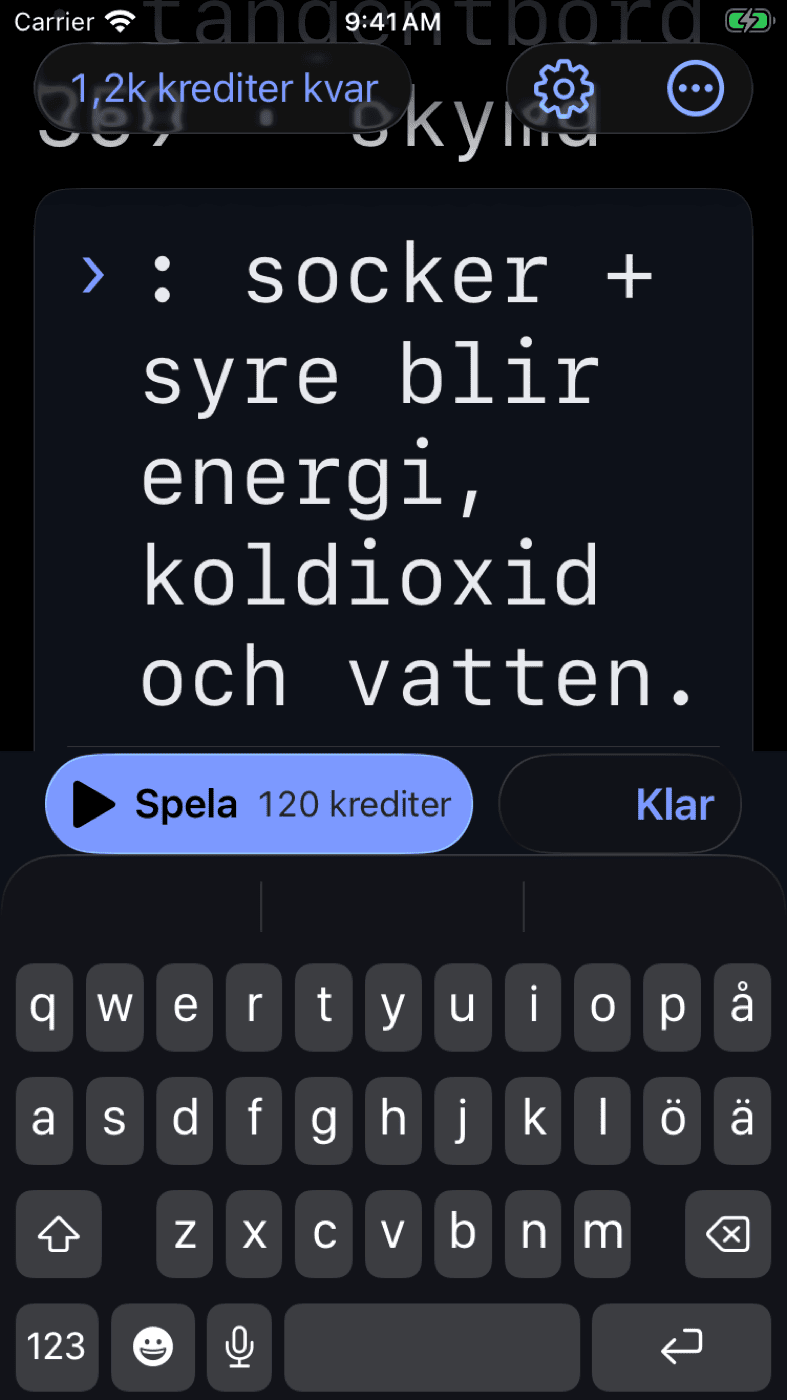 Carrier 9:41 AM
tangentbord
1,2k krediter kvar
› : socker +
syre blir
energi,
koldioxid
och vatten.
Spela 120 krediter
Klar
q w e r t y u i o p å
a s d f g h j k l ö ä
z x c v b n m
123